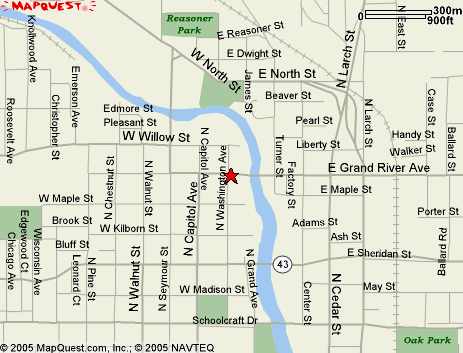 MAPQUEST
300m
900ft
Reasoner
Park
E Reasoner St
N East St
Knollwood Ave
W North St
E Dwight St
N Larch St
E North St
James St
Beaver St
Emerson Ave
Christopher St
Roosevelt Ave
Edmore St
Pleasant St
W Willow St
Pearl St
Liberty St
N Larch St
Case St
Handy St
Walker St
Ballard St
N Capitol Ave
N Washington Ave
Turner St
Factory St
E Grand River Ave
W Maple St
N Chestnut St
N Walnut St
E Maple St
Brook St
W Kilborn St
N Capitol Ave
Adams St
Porter St
Ash St
Edgewood Ct
Wisconsin Ave
Chicago Ave
Bluff St
Leonard Ct
N Pine St
N Walnut St
N Seymour St
N Grand Ave
43
E Sheridan St
Ballard Rd
W Madison St
Center St
N Cedar St
May St
Schoolcraft Dr
Oak Park
© 2005 MapQuest.com, Inc.; © 2005 NAVTEQ